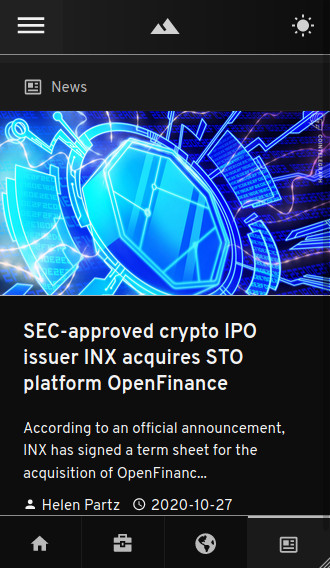 News
SEC-approved crypto IPO
issuer INX acquires STO
platform OpenFinance
According to an official announcement,
INX has signed a term sheet for the
acquisition of OpenFinanc...
Helen Partz 2020-10-27